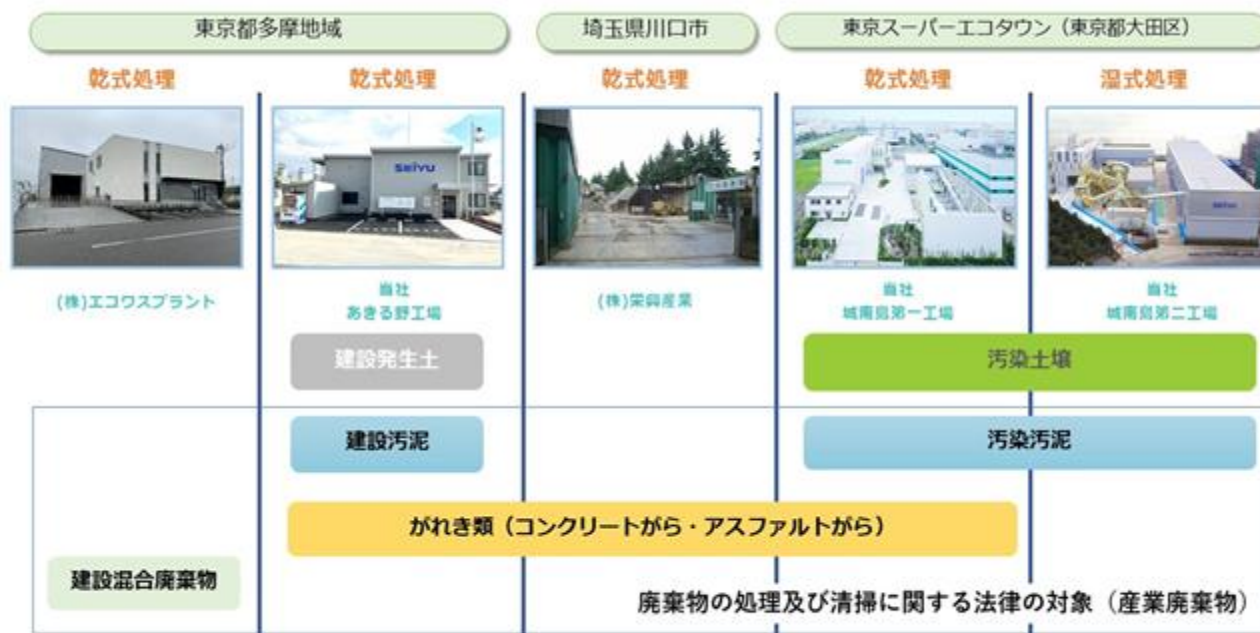 東京都多摩地域
埼玉県川口市
東京スーパーエコタウン（東京都大田区）
乾式処理
乾式処理
乾式処理
乾式処理
湿式処理
SEIYU
SEIYU
(株)エコワスプラント
当社
あきる野工場
(株)栄興産業
当社
城南島第一工場
当社
城南島第二工場
建設発生土
汚染土壌
建設汚泥
汚染汚泥
がれき類（コンクリートがら・アスファルトがら）
建設混合廃棄物
廃棄物の処理及び清掃に関する法律の対象（産業廃棄物）